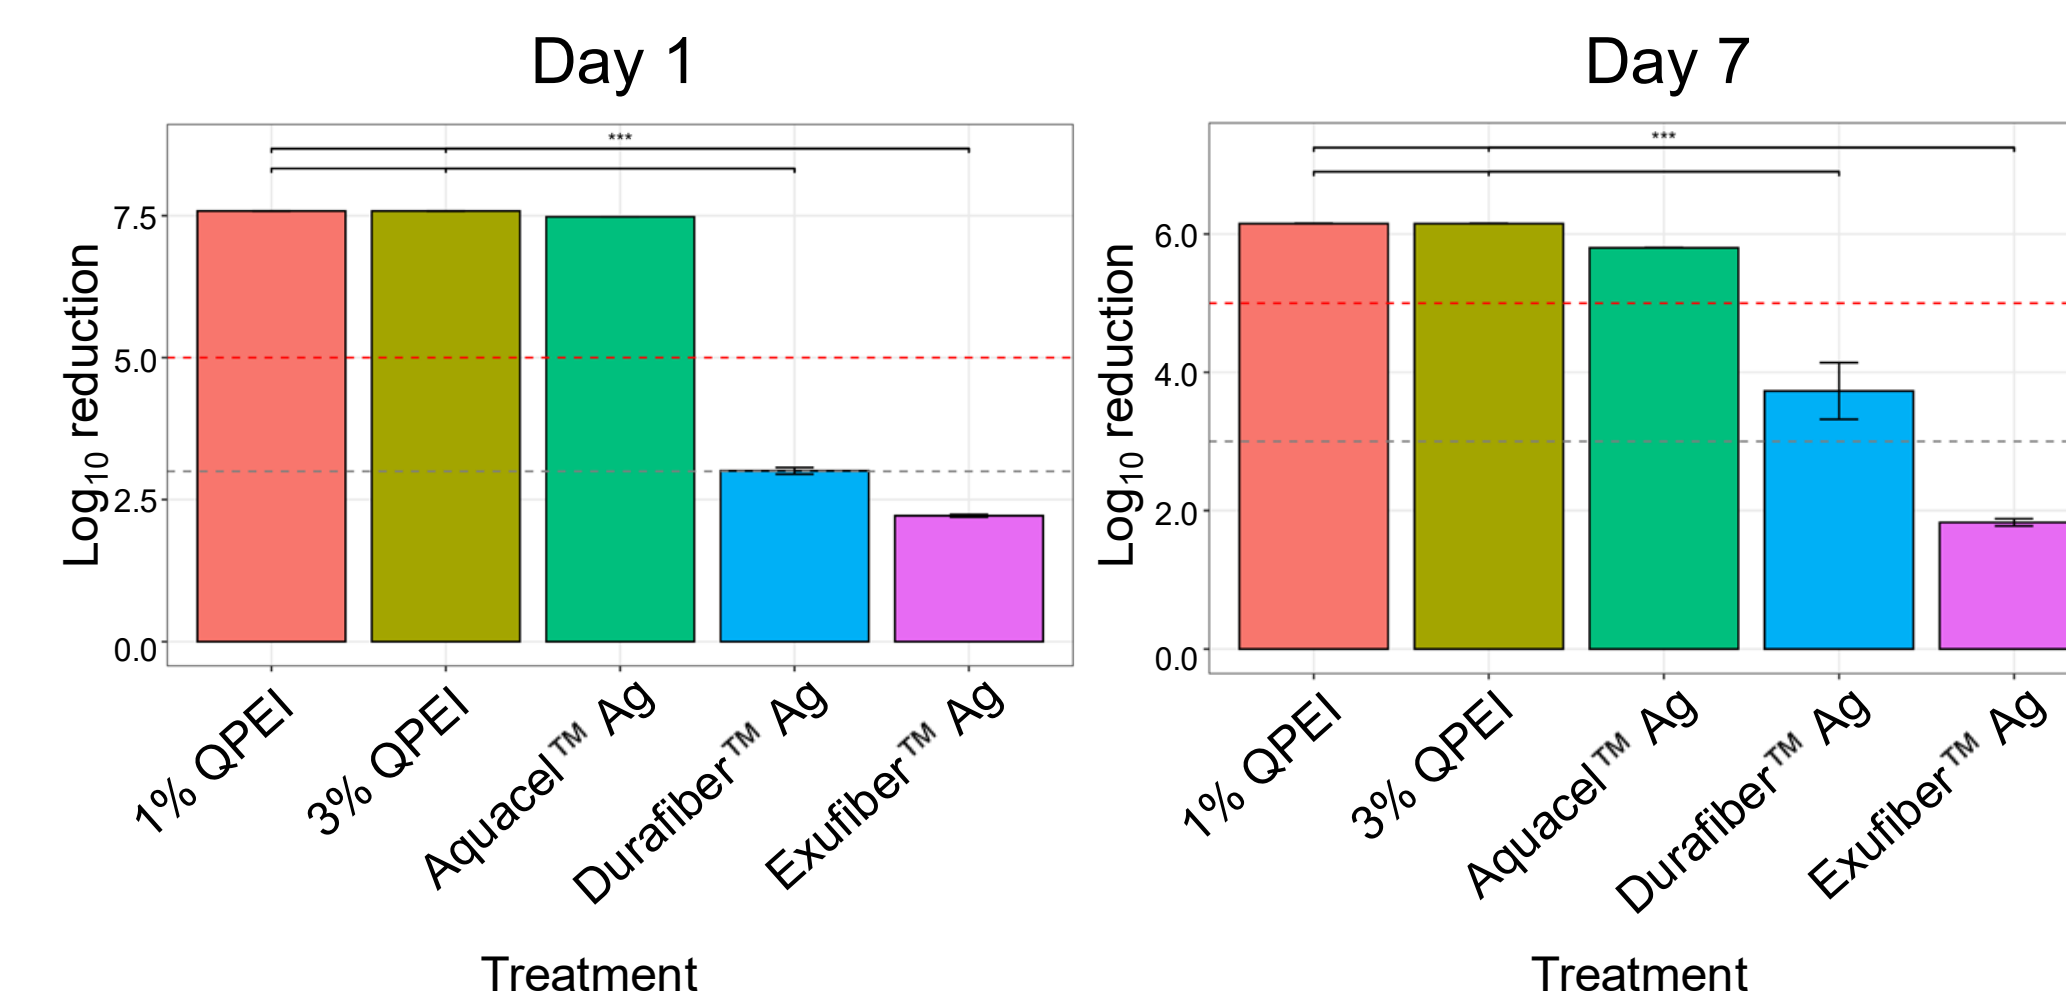 Day 1
***
7.5
5.0
2.5
0.0
Log10 reduction
1% QPEI
3% QPEI
Aquacel™ Ag
Durafiber™ Ag
Exufiber™ Ag
Treatment
Day 7
***
6.0
4.0
2.0
0.0
Log10 reduction
1% QPEI
3% QPEI
Aquacel™ Ag
Durafiber™ Ag
Exufiber™ Ag
Treatment